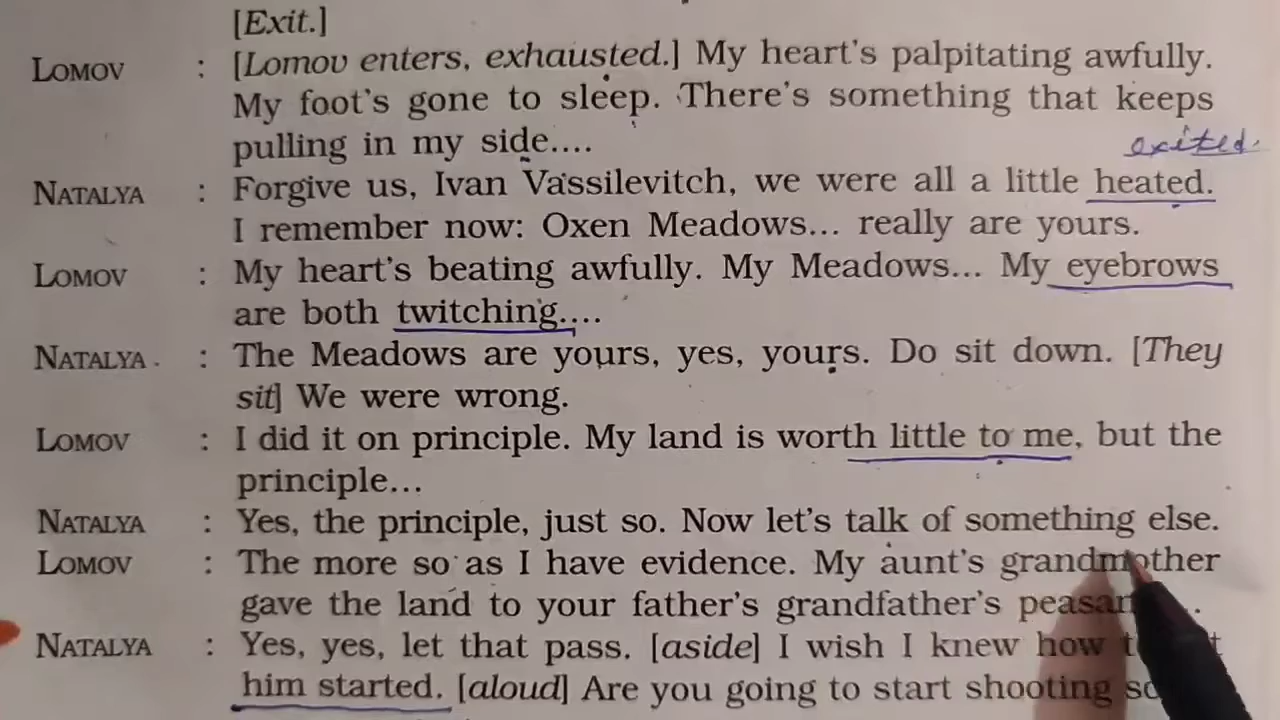 [Exit.]
LOMOV : [Lomov enters, exhausted.] My heart's palpitating awfully.
My foot's gone to sleep. There's something that keeps
pulling in my side....
exited.
NATALYA : Forgive us, Ivan Vassilevitch, we were all a little heated.
I remember now: Oxen Meadows... really are yours.
LOMOV : My heart's beating awfully. My Meadows... My eyebrows
are both twitching....
NATALYA : The Meadows are yours, yes, yours. Do sit down. [They
sit] We were wrong.
LOMOV : I did it on principle. My land is worth little to me, but the
principle...
NATALYA : Yes, the principle, just so. Now let's talk of something else.
LOMOV : The more so as I have evidence. My aunt's grandmother
gave the land to your father's grandfather's
NATALYA : Yes, yes, let that pass. [aside] I wish I knew how
him started. [aloud] Are you going to start shooting